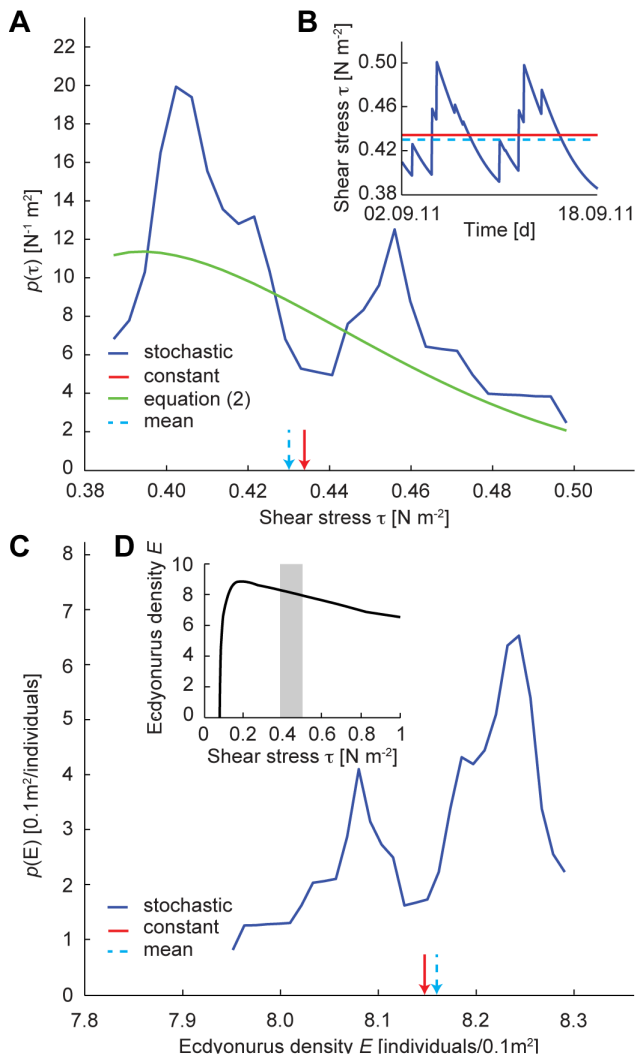 A
22
20
18
16
14
12
10
8
6
4
2
0
p(τ) [N⁻¹ m²]
stochastic
constant
equation (2)
mean
0.38 0.40 0.42 0.44 0.46 0.48 0.50
Shear stress τ [N m⁻²]
B
Shear stress τ [N m⁻²]
0.50
0.46
0.42
0.38
02.09.11 18.09.11
Time [d]
C
8
7
6
5
4
3
2
1
0
p(E) [0.1m²/individuals]
stochastic
constant
mean
7.8 7.9 8.0 8.1 8.2 8.3
Ecdyonurus density E [individuals/0.1m²]
D
Ecdyonurus density E
10
8
6
4
2
0
0 0.2 0.4 0.6 0.8 1
Shear stress τ [N m⁻²]